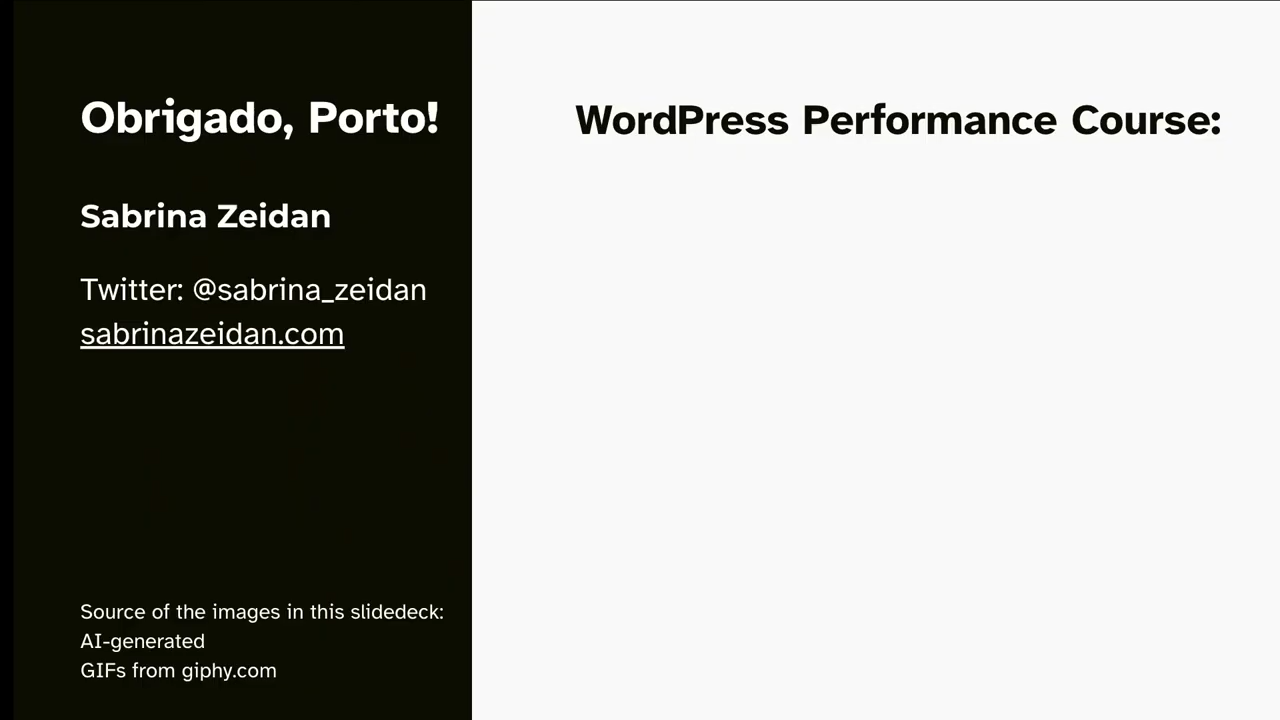 Obrigado, Porto!
Sabrina Zeidan
Twitter: @sabrina_zeidan
sabrinazeidan.com
Source of the images in this slidedeck:
AI-generated
GIFs from giphy.com
WordPress Performance Course: